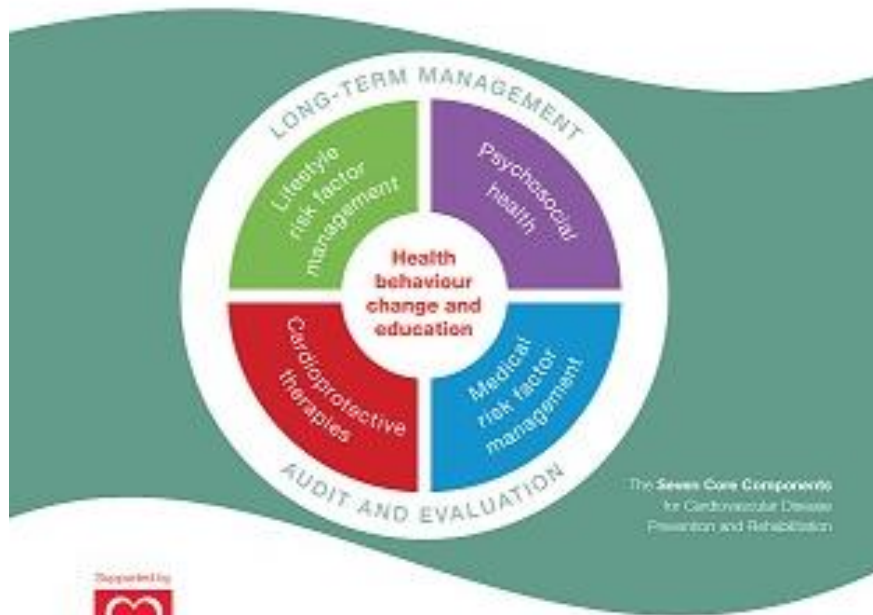 LONG-TERM MANAGEMENT
Lifestyle
risk factor
management
Psychosocial
health
Health
behaviour
change and
education
Cardioprotective
therapies
Medical
risk factor
management
AUDIT AND EVALUATION
The Seven Core Components
for Cardiovascular Disease
Prevention and Rehabilitation
Supported by